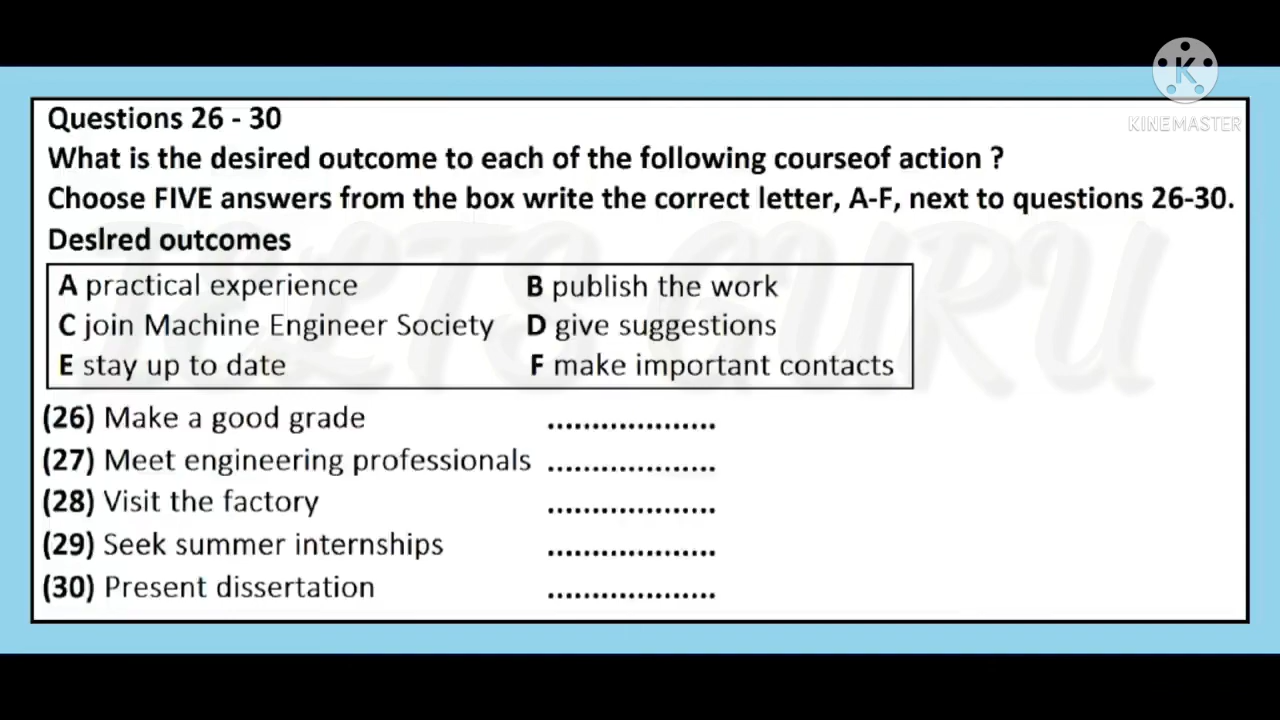 K
KINEMASTER
Questions 26 - 30
What is the desired outcome to each of the following courseof action ?
Choose FIVE answers from the box write the correct letter, A-F, next to questions 26-30.
DesIred outcomes
A practical experience B publish the work
C join Machine Engineer Society D give suggestions
E stay up to date F make important contacts
(26) Make a good grade ...................
(27) Meet engineering professionals ...................
(28) Visit the factory ...................
(29) Seek summer internships ...................
(30) Present dissertation ...................
IELTS GURU